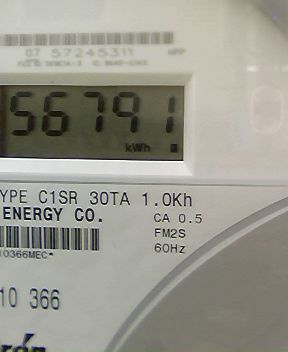 07 57245311
56791
kWh
YPE C1SR 30TA 1.0Kh
ENERGY CO.
CA 0.5
FM2S
60Hz
10366MEC*
10 366